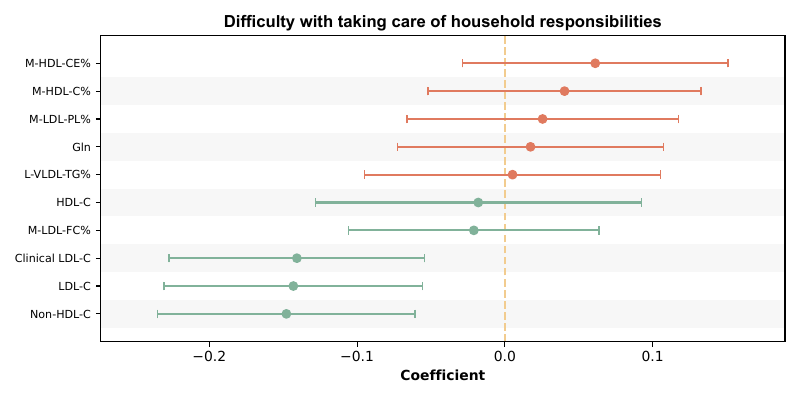 Difficulty with taking care of household responsibilities
M-HDL-CE%
M-HDL-C%
M-LDL-PL%
Gln
L-VLDL-TG%
HDL-C
M-LDL-FC%
Clinical LDL-C
LDL-C
Non-HDL-C
−0.2 −0.1 0.0 0.1
Coefficient